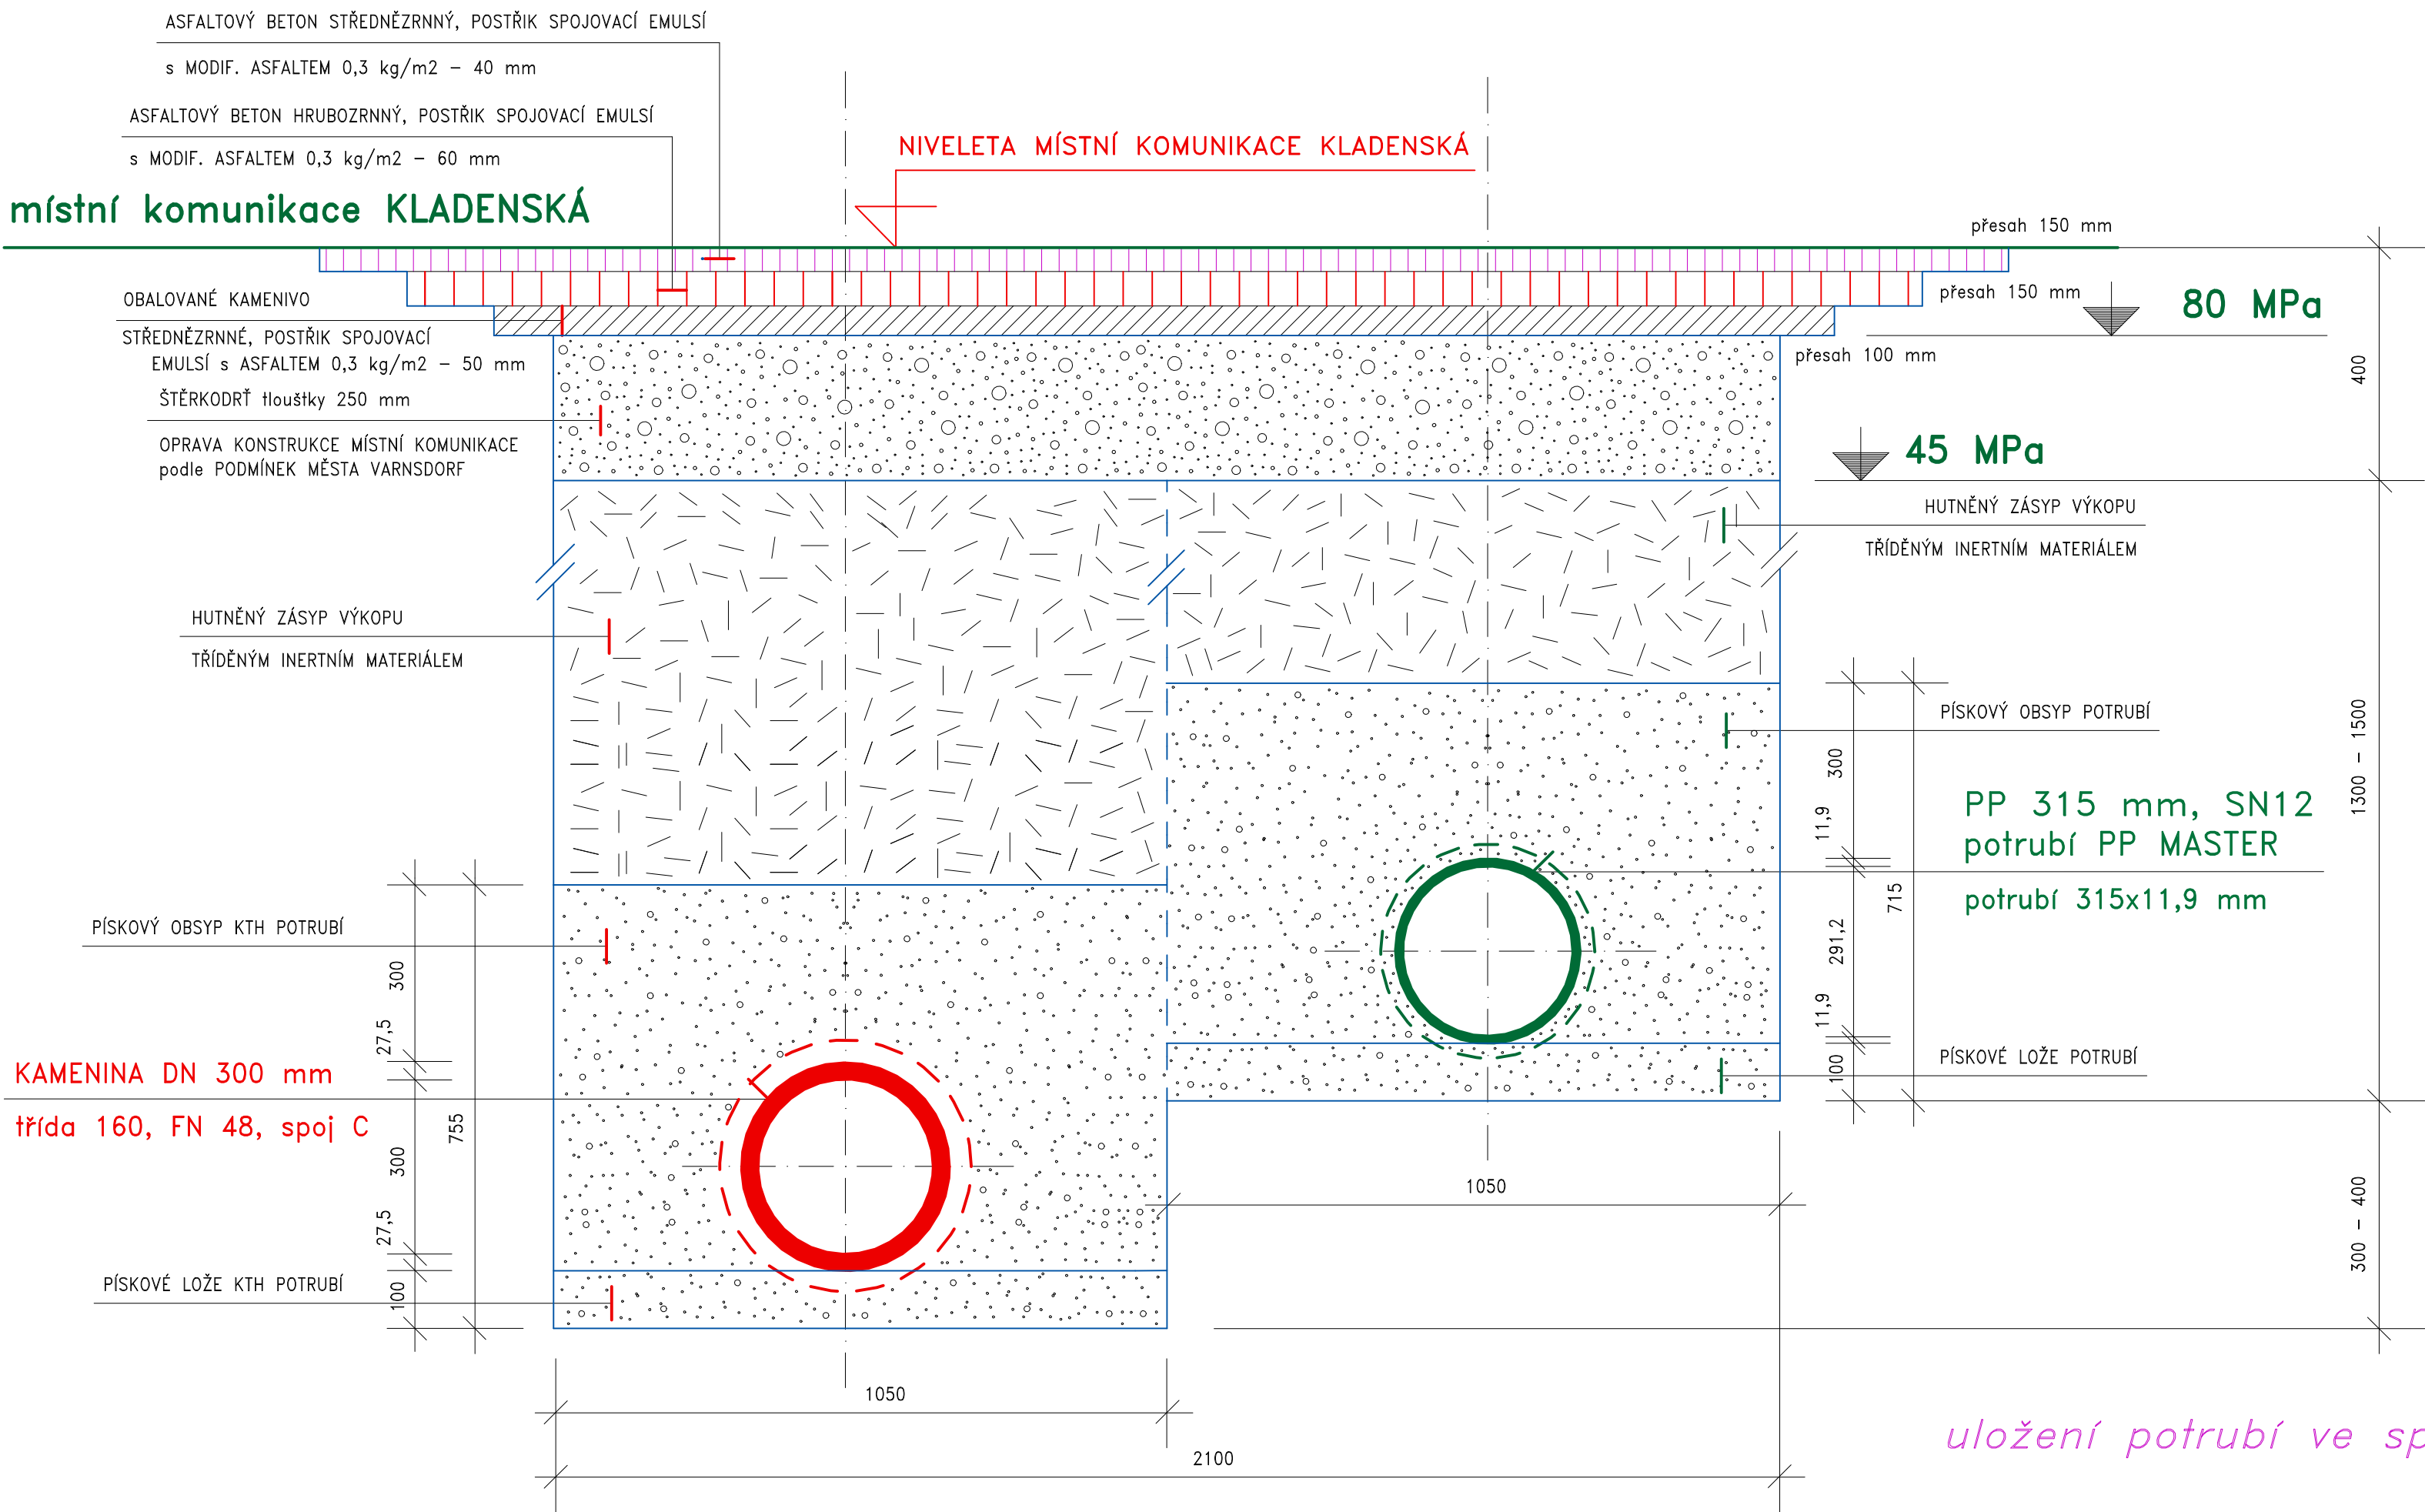 ASFALTOVÝ BETON STŘEDNĚZRNNÝ, POSTŘIK SPOJOVACÍ EMULSÍ
s MODIF. ASFALTEM 0,3 kg/m2 – 40 mm
ASFALTOVÝ BETON HRUBOZRNNÝ, POSTŘIK SPOJOVACÍ EMULSÍ
s MODIF. ASFALTEM 0,3 kg/m2 – 60 mm
NIVELETA MÍSTNÍ KOMUNIKACE KLADENSKÁ
místní komunikace KLADENSKÁ
přesah 150 mm
přesah 150 mm
80 MPa
přesah 100 mm
OBALOVANÉ KAMENIVO
STŘEDNĚZRNNÉ, POSTŘIK SPOJOVACÍ
EMULSÍ s ASFALTEM 0,3 kg/m2 – 50 mm
ŠTĚRKODRŤ tloušťky 250 mm
OPRAVA KONSTRUKCE MÍSTNÍ KOMUNIKACE
podle PODMÍNEK MĚSTA VARNSDORF
400
45 MPa
HUTNĚNÝ ZÁSYP VÝKOPU
TŘÍDĚNÝM INERTNÍM MATERIÁLEM
HUTNĚNÝ ZÁSYP VÝKOPU
TŘÍDĚNÝM INERTNÍM MATERIÁLEM
PÍSKOVÝ OBSYP POTRUBÍ
PP 315 mm, SN12
potrubí PP MASTER
potrubí 315x11,9 mm
PÍSKOVÉ LOŽE POTRUBÍ
300
11,9
291,2
11,9
100
715
1300 – 1500
300 – 400
PÍSKOVÝ OBSYP KTH POTRUBÍ
KAMENINA DN 300 mm
třída 160, FN 48, spoj C
PÍSKOVÉ LOŽE KTH POTRUBÍ
300
27,5
300
27,5
100
755
1050
1050
2100
uložení potrubí ve sp